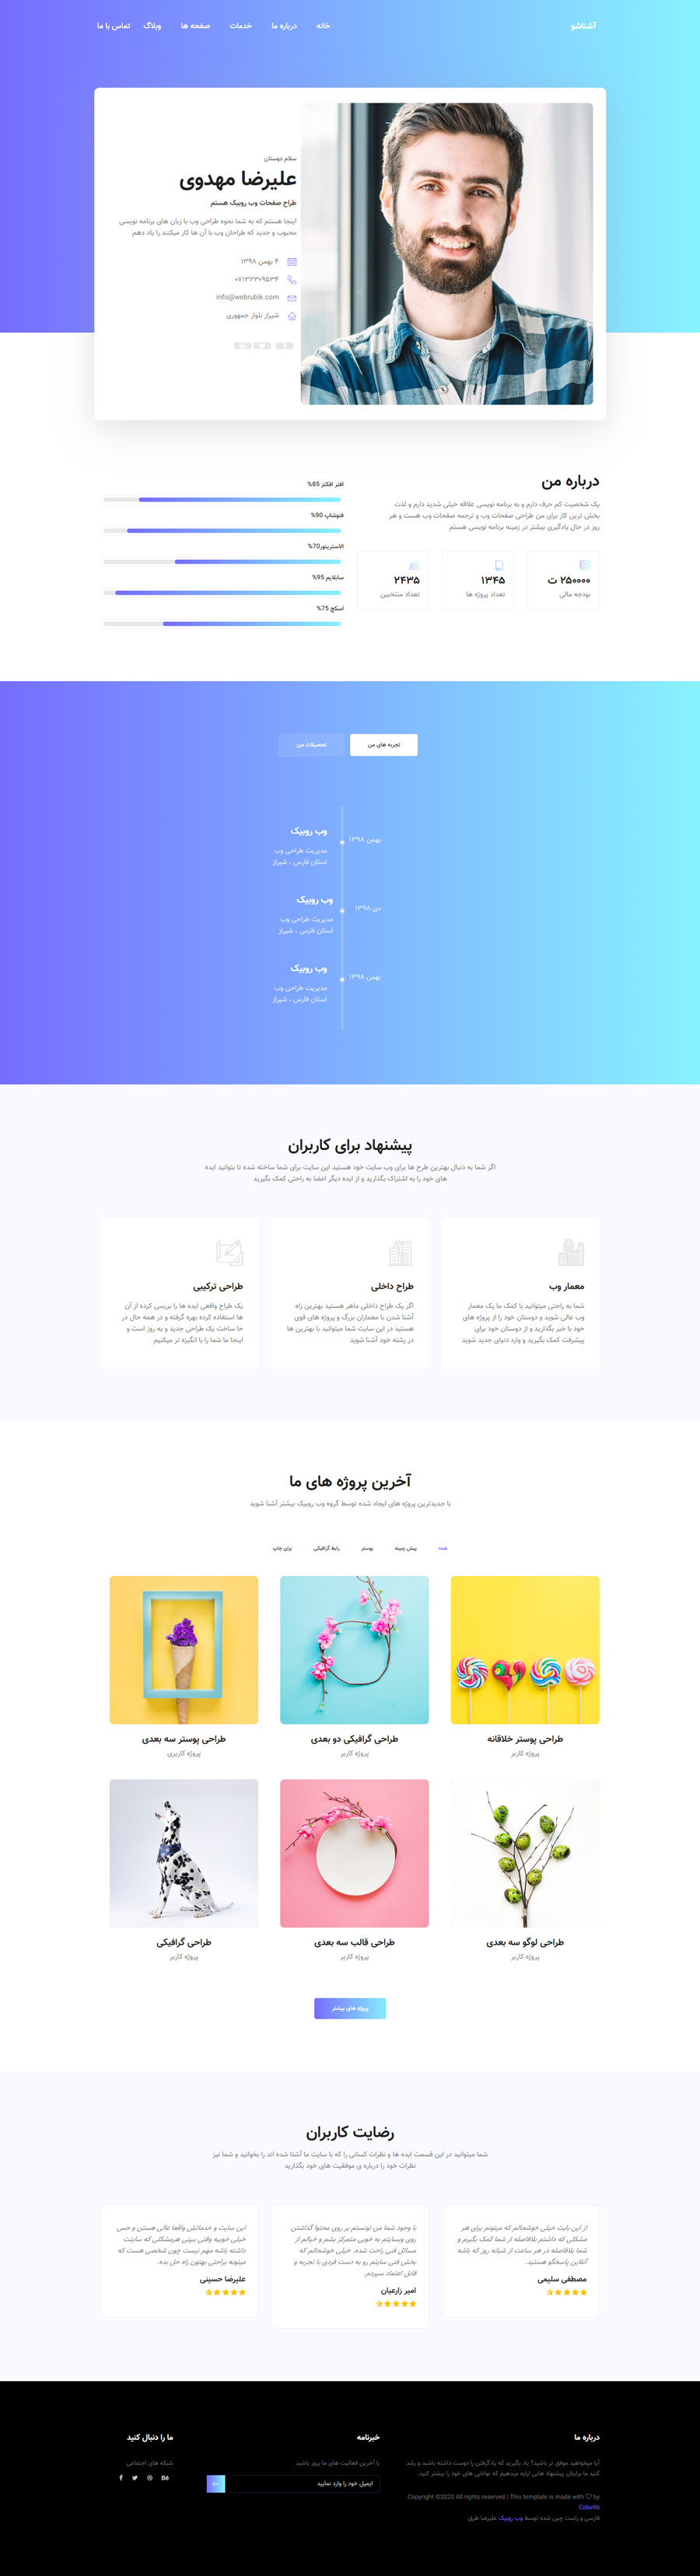 آشناشو
خانه
درباره ما
خدمات
صفحه ها
وبلاگ
تماس با ما
سلام دوستان
علیرضا مهدوی
طراح صفحات وب روبیک هستم
اینجا هستم که به شما نحوه طراحی وب با زبان های برنامه نویسی
محبوب و جدید که طراحان وب با آن ها کار میکنند را یاد دهم
۴ بهمن ۱۳۹۸
۰۷۱۳۲۳۰۹۵۳۴
info@webrubik.com
شیراز بلوار جمهوری
درباره من
یک شخصیت کم حرف دارم و به برنامه نویسی علاقه خیلی شدید دارم و لذت
بخش ترین کار برای من طراحی صفحات وب و ترجمه صفحات وب هست و هر
روز در حال یادگیری بیشتر در زمینه برنامه نویسی هستم
۲۵۰۰۰۰ ت
بودجه مالی
۱۳۴۵
تعداد پروژه ها
۲۴۳۵
تعداد منتخبین
افتر افکتز 85%
فتوشاپ 90%
الاستریتور70%
سابلایم 95%
اسکچ 75%
تجربه های من
تحصیلات من
بهمن ۱۳۹۸
وب روبیک
مدیریت طراحی وب
استان فارس ، شیراز
دی ۱۳۹۸
وب روبیک
مدیریت طراحی وب
استان فارس ، شیراز
بهمن ۱۳۹۸
وب روبیک
مدیریت طراحی وب
استان فارس ، شیراز
پیشنهاد برای کاربران
اگر شما به دنبال بهترین طرح ها برای وب سایت خود هستید این سایت برای شما ساخته شده تا بتوانید ایده
های خود را به اشتراک بگذارید و از ایده دیگر اعضا به راحتی کمک بگیرید
معمار وب
شما به راحتی میتوانید با کمک ما یک معمار
وب عالی شوید و دوستان خود را از پروژه های
خود با خبر بگذارید و از دوستان خود برای
پیشرفت کمک بگیرید و وارد دنیای جدید شوید
طراح داخلی
اگر یک طراح داخلی ماهر هستید بهترین راه
آشنا شدن با معماران بزرگ و پروژه های قوی
هستید در این سایت شما میتوانید با بهترین ها
در رشته خود آشنا شوید
طراحی ترکیبی
یک طراح واقعی ایده ها را بررسی کرده از آن
ها استفاده کرده بهره گرفته و در همه حال در
حا ساخت یک طراحی جدید و به روز است و
اینجا ما شما را با انگیزه تر میکنیم
آخرین پروژه های ما
با جدیدترین پروژه های ایجاد شده توسط گروه وب روبیک بیشتر آشنا شوید
همه
پیش زمینه
پوستر
رابط گرافیکی
برای چاپ
طراحی پوستر خلاقانه
پروژه کاربر
طراحی گرافیکی دو بعدی
پروژه کاربر
طراحی پوستر سه بعدی
پروژه کاربری
طراحی لوگو سه بعدی
پروژه کاربر
طراحی قالب سه بعدی
پروژه کاربر
طراحی گرافیکی
پروژه کاربر
پروژه های بیشتر
رضایت کاربران
شما میتوانید در این قسمت ایده ها و نظرات کسانی را که با سایت ما آشنا شده اند را بخوانید و شما نیز
نظرات خود را درباره ی موفقیت های خود بگذارید
از این بابت خیلی خوشحالم که میتونم برای هر
مشکلی که داشتم بلافاصله از شما کمک بگیرم و
شما بلافاصله در هر ساعت از شبانه روز که باشه
آنلاین پاسخگو هستید.
مصطفی سلیمی
با وجود شما من تونستم بر روی محتوا گذاشتن
روی وبسایتم به خوبی متمرکز بشم و خیالم از
مسائل فنی راحت شده. خیلی خوشحالم که
بخش فنی سایتم رو به دست فردی با تجربه و
قابل اعتماد سپردم.
امیر زارعیان
این سایت و خدماتش واقعا عالی هستن و حس
خیلی خوبیه وقتی ببینی هرمشکلی که سایتت
داشته باشه مهم نیست چون شخصی هست که
میتونه براحتی بهتون راه حل بده.
علیرضا حسینی
درباره ما
آیا میخواهید موفق تر باشید؟ یاد بگیرید که یادگرفتن را دوست داشته باشید و رشد
کنید ما برایتان پیشنهاد هایی ارایه میدهیم که توانایی های خود را بیشتر کنید.
Copyright ©2020 All rights reserved | This template is made with by
Colorlib
فارسی و راست چین شده توسط وب روبیک علیرضا طرق
خبرنامه
با آخرین فعالیت های ما بروز باشید
ایمیل خود را وارد نمایید
ما را دنبال کنید
شبکه های اجتماعی